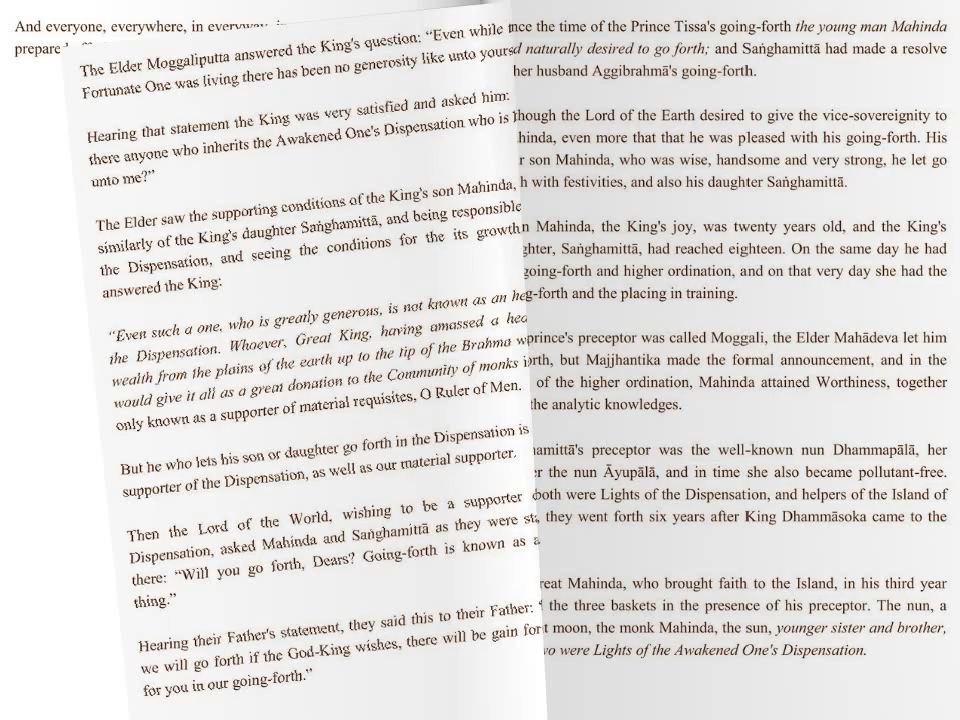 And everyone, everywhere, in everyway, in
prepare
The Elder Moggaliputta answered the King's question: “Even while
Fortunate One was living there has been no generosity like unto yours
Hearing that statement the King was very satisfied and asked him:
there anyone who inherits the Awakened One's Dispensation who is
unto me?”
The Elder saw the supporting conditions of the King's son Mahinda,
similarly of the King's daughter Saṅghamittā, and being responsible
the Dispensation, and seeing the conditions for the its growth
answered the King:
“Even such a one, who is greatly generous, is not known as an he
the Dispensation. Whoever, Great King, having amassed a hea
wealth from the plains of the earth up to the tip of the Brahma w
would give it all as a great donation to the Community of monks i
only known as a supporter of material requisites, O Ruler of Men.
But he who lets his son or daughter go forth in the Dispensation is
supporter of the Dispensation, as well as our material supporter.
Then the Lord of the World, wishing to be a supporter
Dispensation, asked Mahinda and Saṅghamittā as they were sta
there: “Will you go forth, Dears? Going-forth is known as a
thing.”
Hearing their Father's statement, they said this to their Father: “
we will go forth if the God-King wishes, there will be gain for
for you in our going-forth.”
nce the time of the Prince Tissa's going-forth the young man Mahinda
d naturally desired to go forth; and Saṅghamittā had made a resolve
her husband Aggibrahmā's going-forth.
hough the Lord of the Earth desired to give the vice-sovereignity to
hinda, even more that that he was pleased with his going-forth. His
r son Mahinda, who was wise, handsome and very strong, he let go
h with festivities, and also his daughter Saṅghamittā.
n Mahinda, the King's joy, was twenty years old, and the King's
ghter, Saṅghamittā, had reached eighteen. On the same day he had
going-forth and higher ordination, and on that very day she had the
g-forth and the placing in training.
prince's preceptor was called Moggali, the Elder Mahādeva let him
orth, but Majjhantika made the formal announcement, and in the
of the higher ordination, Mahinda attained Worthiness, together
the analytic knowledges.
hamittā's preceptor was the well-known nun Dhammapālā, her
er the nun Āyupālā, and in time she also became pollutant-free.
both were Lights of the Dispensation, and helpers of the Island of
, they went forth six years after King Dhammāsoka came to the
reat Mahinda, who brought faith to the Island, in his third year
the three baskets in the presence of his preceptor. The nun, a
t moon, the monk Mahinda, the sun, younger sister and brother,
wo were Lights of the Awakened One's Dispensation.